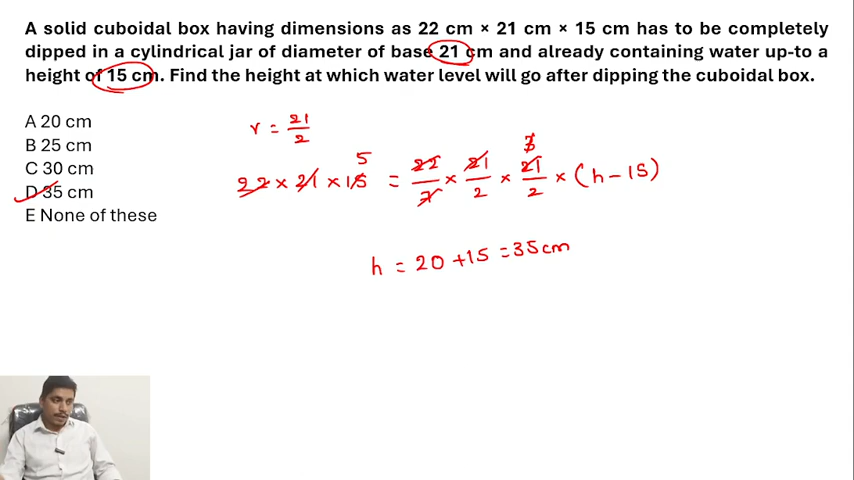 A solid cuboidal box having dimensions as 22 cm × 21 cm × 15 cm has to be completely
dipped in a cylindrical jar of diameter of base 21 cm and already containing water up-to a
height of 15 cm. Find the height at which water level will go after dipping the cuboidal box.
A 20 cm
B 25 cm
C 30 cm
D 35 cm
E None of these
r = 21/2
5 3
22 × 21 × 15 = 22/7 × 21/2 × 21/2 × (h - 15)
h = 20 + 15 = 35cm